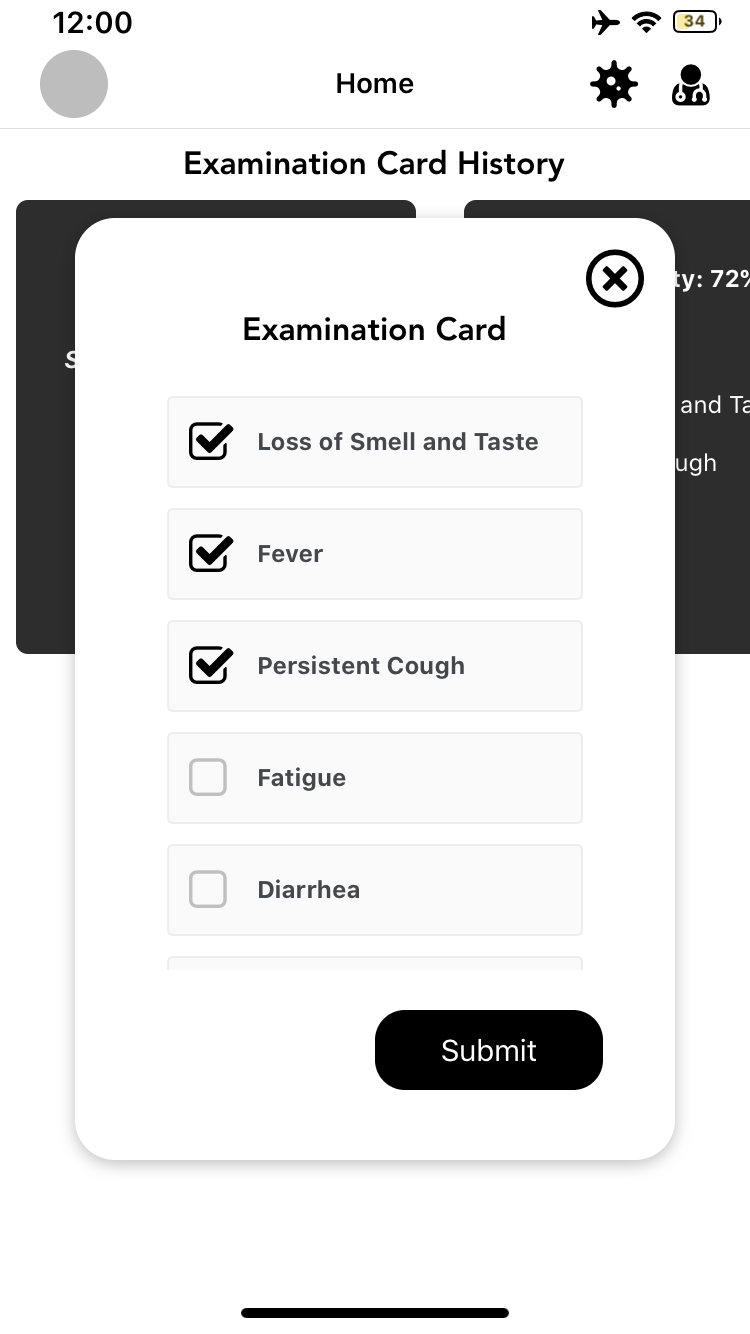 12:00
34
Home
Examination Card History
ty: 72%
Examination Card
S
and Ta
Loss of Smell and Taste
ugh
Fever
Persistent Cough
Fatigue
Diarrhea
Submit